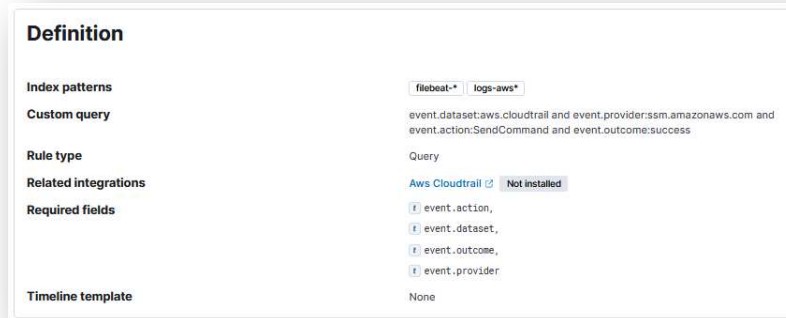 Definition
Index patterns
filebeat-* logs-aws*
Custom query
event.dataset:aws.cloudtrail and event.provider:ssm.amazonaws.com and
event.action:SendCommand and event.outcome:success
Rule type
Query
Related integrations
Aws Cloudtrail Not installed
Required fields
t event.action,
t event.dataset,
t event.outcome,
t event.provider
Timeline template
None